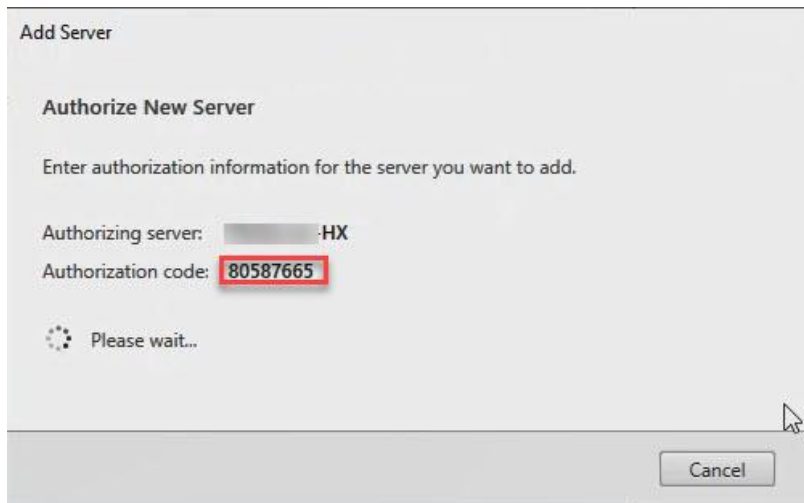 Add Server
Authorize New Server
Enter authorization information for the server you want to add.
Authorizing server: -HX
Authorization code: 80587665
Please wait...
Cancel